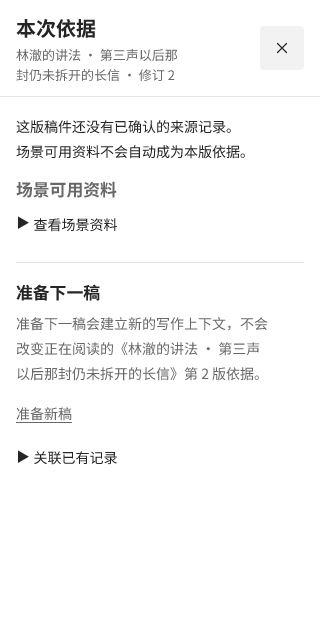 本次依据
林澈的讲法 · 第三声以后那
封仍未拆开的长信 · 修订 2
×
这版稿件还没有已确认的来源记录。
场景可用资料不会自动成为本版依据。
场景可用资料
▶ 查看场景资料
准备下一稿
准备下一稿会建立新的写作上下文，不会
改变正在阅读的《林澈的讲法 · 第三声
以后那封仍未拆开的长信》第 2 版依据。
准备新稿
▶ 关联已有记录